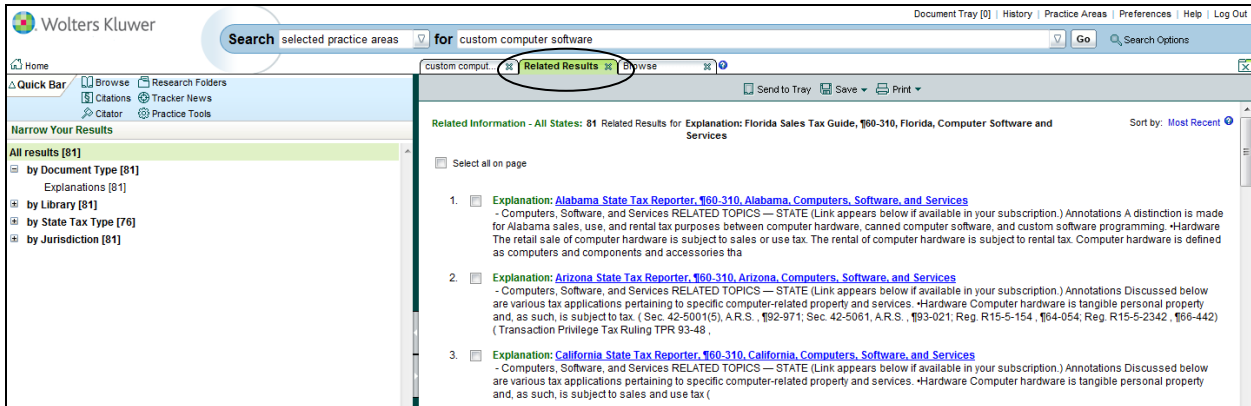 Document Tray [0] | History | Practice Areas | Preferences | Help | Log Out
Wolters Kluwer
Search selected practice areas for custom computer software Go Search Options
Home
custom comput... Related Results Browse
Quick Bar Browse Research Folders
Citations Tracker News
Citator Practice Tools
Send to Tray Save Print
Narrow Your Results
All results [81]
by Document Type [81]
Explanations [81]
by Library [81]
by State Tax Type [76]
by Jurisdiction [81]
Related Information - All States: 81 Related Results for Explanation: Florida Sales Tax Guide, ¶60-310, Florida, Computer Software and
Services
Sort by: Most Recent
Select all on page
1. Explanation: Alabama State Tax Reporter, ¶60-310, Alabama, Computers, Software, and Services
- Computers, Software, and Services RELATED TOPICS — STATE (Link appears below if available in your subscription.) Annotations A distinction is made
for Alabama sales, use, and rental tax purposes between computer hardware, canned computer software, and custom software programming. •Hardware
The retail sale of computer hardware is subject to sales or use tax. The rental of computer hardware is subject to rental tax. Computer hardware is defined
as computers and components and accessories tha
2. Explanation: Arizona State Tax Reporter, ¶60-310, Arizona, Computers, Software, and Services
- Computers, Software, and Services RELATED TOPICS — STATE (Link appears below if available in your subscription.) Annotations Discussed below
are various tax applications pertaining to specific computer-related property and services. •Hardware Computer hardware is tangible personal property
and, as such, is subject to tax. ( Sec. 42-5001(5), A.R.S. , ¶92-971; Sec. 42-5061, A.R.S. , ¶93-021; Reg. R15-5-154 , ¶64-054; Reg. R15-5-2342 , ¶66-442)
( Transaction Privilege Tax Ruling TPR 93-48 ,
3. Explanation: California State Tax Reporter, ¶60-310, California, Computers, Software, and Services
- Computers, Software, and Services RELATED TOPICS — STATE (Link appears below if available in your subscription.) Annotations Discussed below
are various tax applications pertaining to specific computer-related property and services. •Hardware Computer hardware is tangible personal property
and, as such, is subject to sales and use tax (